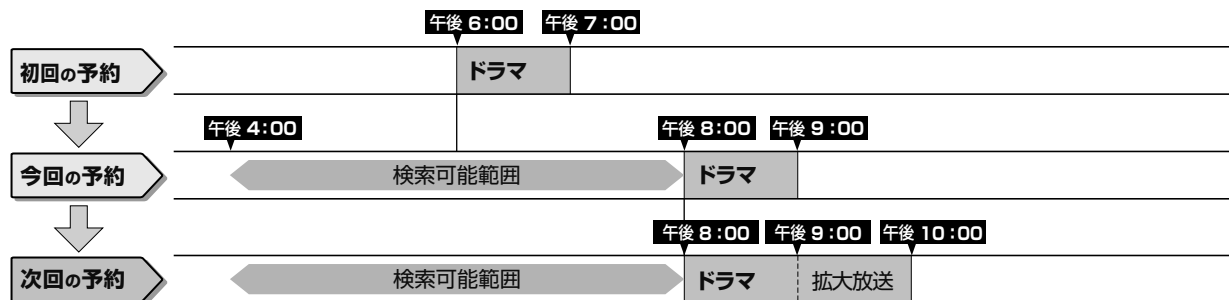 午後 6:00 午後 7:00
初回の予約 ドラマ
午後 4:00 午後 8:00 午後 9:00
今回の予約 検索可能範囲 ドラマ
午後 8:00 午後 9:00 午後 10:00
次回の予約 検索可能範囲 ドラマ 拡大放送